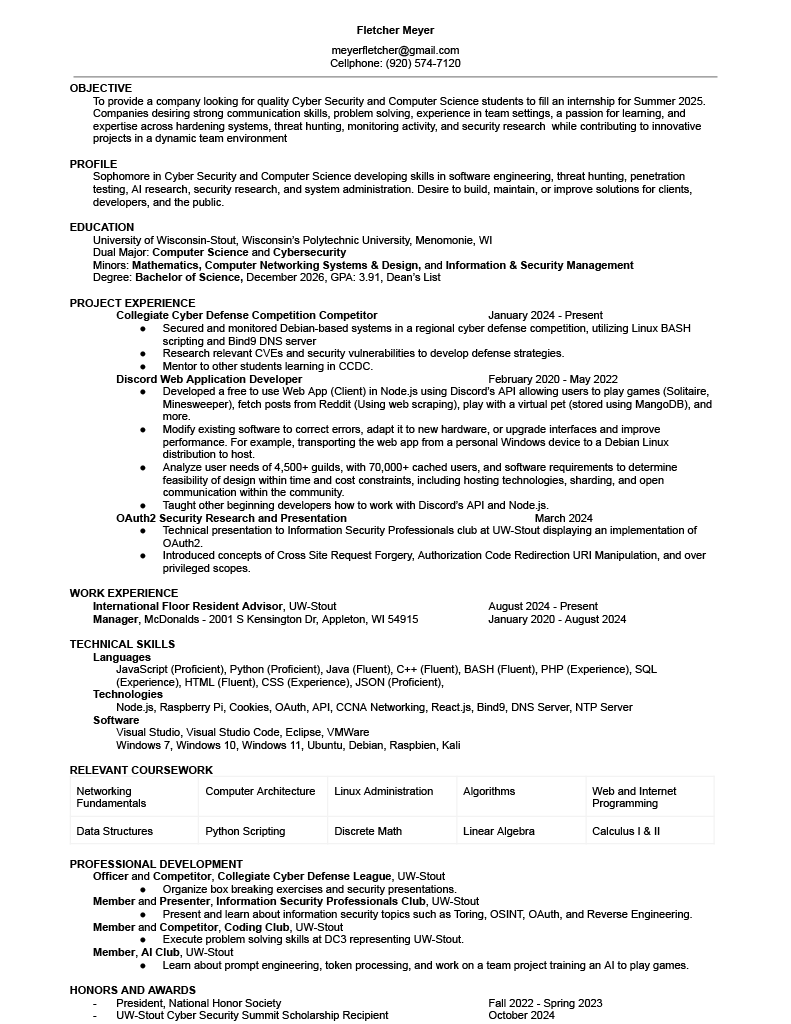 Fletcher Meyer
meyerfletcher@gmail.com
Cellphone: (920) 574-7120
OBJECTIVE
To provide a company looking for quality Cyber Security and Computer Science students to fill an internship for Summer 2025.
Companies desiring strong communication skills, problem solving, experience in team settings, a passion for learning, and
expertise across hardening systems, threat hunting, monitoring activity, and security research while contributing to innovative
projects in a dynamic team environment
PROFILE
Sophomore in Cyber Security and Computer Science developing skills in software engineering, threat hunting, penetration
testing, AI research, security research, and system administration. Desire to build, maintain, or improve solutions for clients,
developers, and the public.
EDUCATION
University of Wisconsin-Stout, Wisconsin's Polytechnic University, Menomonie, WI
Dual Major: Computer Science and Cybersecurity
Minors: Mathematics, Computer Networking Systems & Design, and Information & Security Management
Degree: Bachelor of Science, December 2026, GPA: 3.91, Dean's List
PROJECT EXPERIENCE
Collegiate Cyber Defense Competition Competitor January 2024 - Present
● Secured and monitored Debian-based systems in a regional cyber defense competition, utilizing Linux BASH
scripting and Bind9 DNS server
● Research relevant CVEs and security vulnerabilities to develop defense strategies.
● Mentor to other students learning in CCDC.
Discord Web Application Developer February 2020 - May 2022
● Developed a free to use Web App (Client) in Node.js using Discord's API allowing users to play games (Solitaire,
Minesweeper), fetch posts from Reddit (Using web scraping), play with a virtual pet (stored using MangoDB), and
more.
● Modify existing software to correct errors, adapt it to new hardware, or upgrade interfaces and improve
performance. For example, transporting the web app from a personal Windows device to a Debian Linux
distribution to host.
● Analyze user needs of 4,500+ guilds, with 70,000+ cached users, and software requirements to determine
feasibility of design within time and cost constraints, including hosting technologies, sharding, and open
communication within the community.
● Taught other beginning developers how to work with Discord's API and Node.js.
OAuth2 Security Research and Presentation March 2024
● Technical presentation to Information Security Professionals club at UW-Stout displaying an implementation of
OAuth2.
● Introduced concepts of Cross Site Request Forgery, Authorization Code Redirection URI Manipulation, and over
privileged scopes.
WORK EXPERIENCE
International Floor Resident Advisor, UW-Stout August 2024 - Present
Manager, McDonalds - 2001 S Kensington Dr, Appleton, WI 54915 January 2020 - August 2024
TECHNICAL SKILLS
Languages
JavaScript (Proficient), Python (Proficient), Java (Fluent), C++ (Fluent), BASH (Fluent), PHP (Experience), SQL
(Experience), HTML (Fluent), CSS (Experience), JSON (Proficient),
Technologies
Node.js, Raspberry Pi, Cookies, OAuth, API, CCNA Networking, React.js, Bind9, DNS Server, NTP Server
Software
Visual Studio, Visual Studio Code, Eclipse, VMWare
Windows 7, Windows 10, Windows 11, Ubuntu, Debian, Raspbien, Kali
RELEVANT COURSEWORK
Networking Fundamentals Computer Architecture Linux Administration Algorithms Web and Internet Programming
Data Structures Python Scripting Discrete Math Linear Algebra Calculus I & II
PROFESSIONAL DEVELOPMENT
Officer and Competitor, Collegiate Cyber Defense League, UW-Stout
● Organize box breaking exercises and security presentations.
Member and Presenter, Information Security Professionals Club, UW-Stout
● Present and learn about information security topics such as Toring, OSINT, OAuth, and Reverse Engineering.
Member and Competitor, Coding Club, UW-Stout
● Execute problem solving skills at DC3 representing UW-Stout.
Member, AI Club, UW-Stout
● Learn about prompt engineering, token processing, and work on a team project training an AI to play games.
HONORS AND AWARDS
- President, National Honor Society Fall 2022 - Spring 2023
- UW-Stout Cyber Security Summit Scholarship Recipient October 2024